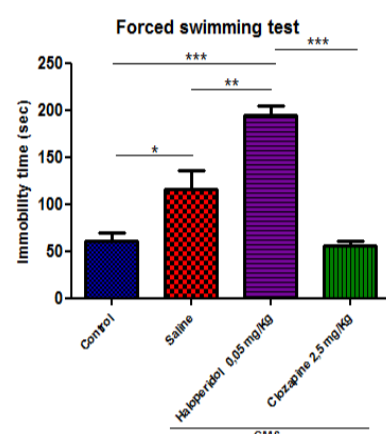 Forced swimming test
***
***
**
*
Immobility time (sec)
250
200
150
100
50
0
Control
Saline
Haloperidol 0,05 mg/Kg
Clozapine 2,5 mg/Kg